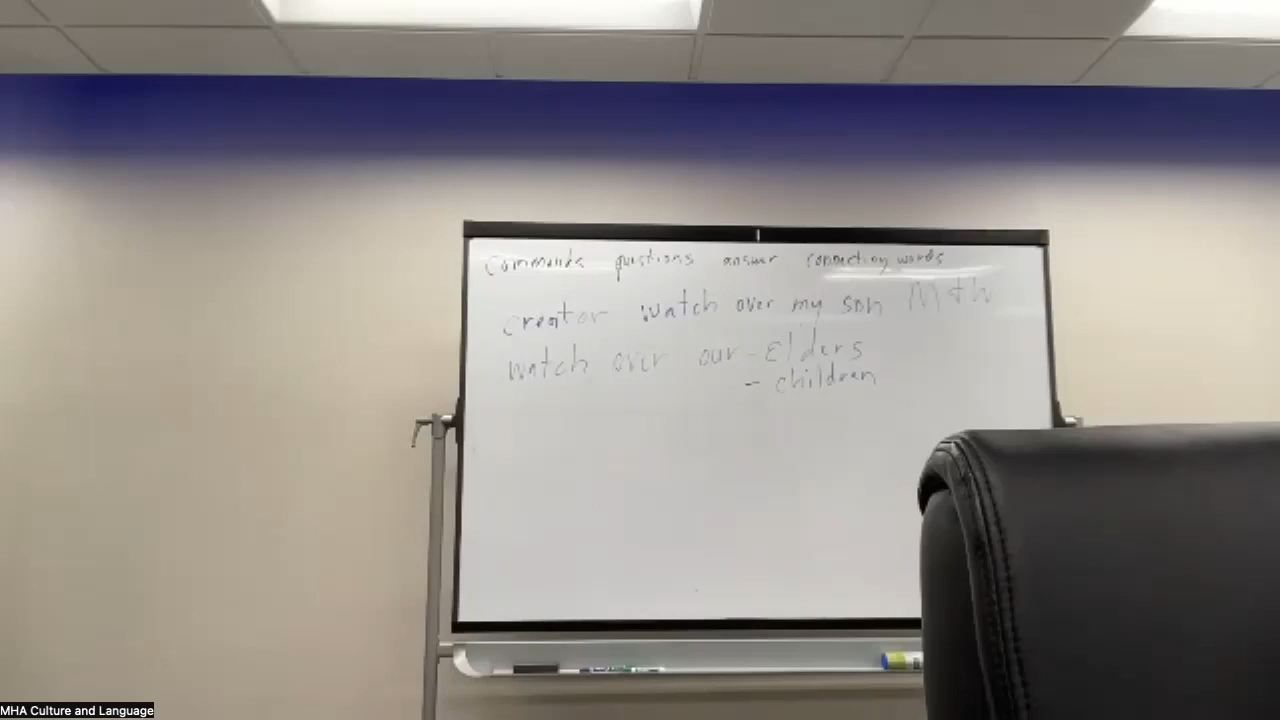 commands questions answer connecting words
creator watch over my son M+W
watch over our - Elders
- children
MHA Culture and Language